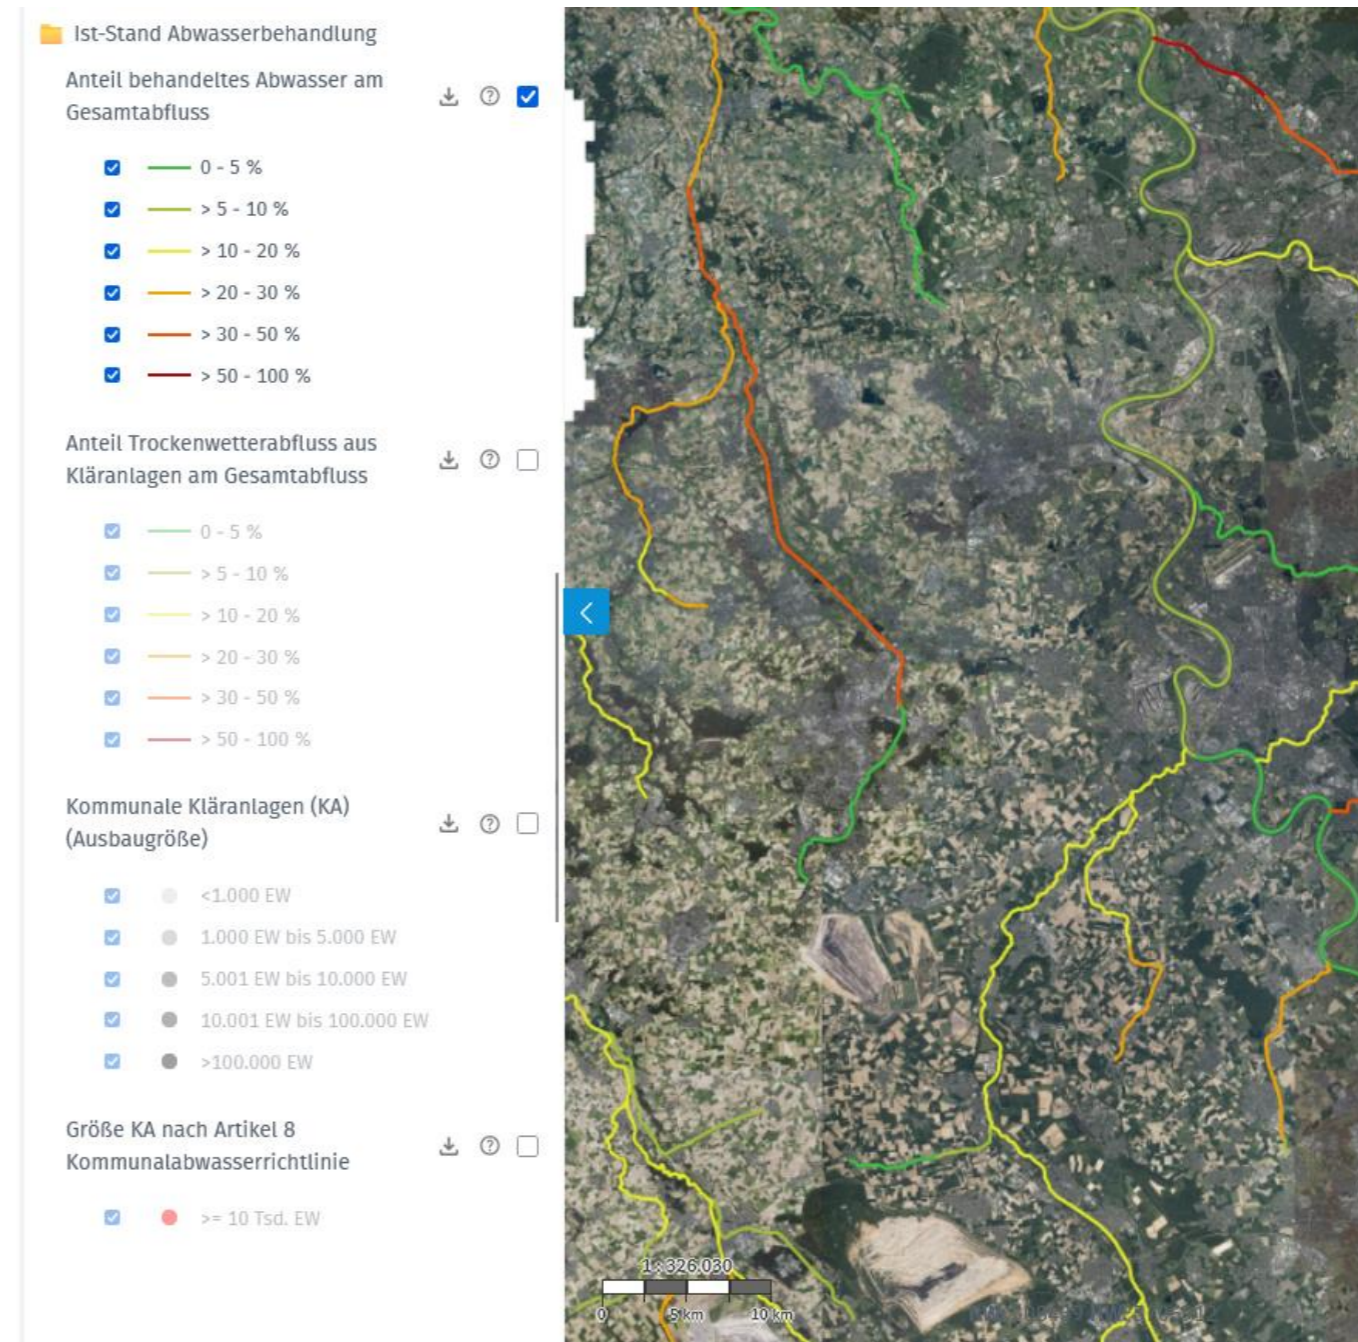 Ist-Stand Abwasserbehandlung
Anteil behandeltes Abwasser am
Gesamtabfluss
0 - 5 %
> 5 - 10 %
> 10 - 20 %
> 20 - 30 %
> 30 - 50 %
> 50 - 100 %
Anteil Trockenwetterabfluss aus
Kläranlagen am Gesamtabfluss
0 - 5 %
> 5 - 10 %
> 10 - 20 %
> 20 - 30 %
> 30 - 50 %
> 50 - 100 %
Kommunale Kläranlagen (KA)
(Ausbaugröße)
<1.000 EW
1.000 EW bis 5.000 EW
5.001 EW bis 10.000 EW
10.001 EW bis 100.000 EW
>100.000 EW
Größe KA nach Artikel 8
Kommunalabwasserrichtlinie
>= 10 Tsd. EW
1 : 326.030
0 5 km 10 km